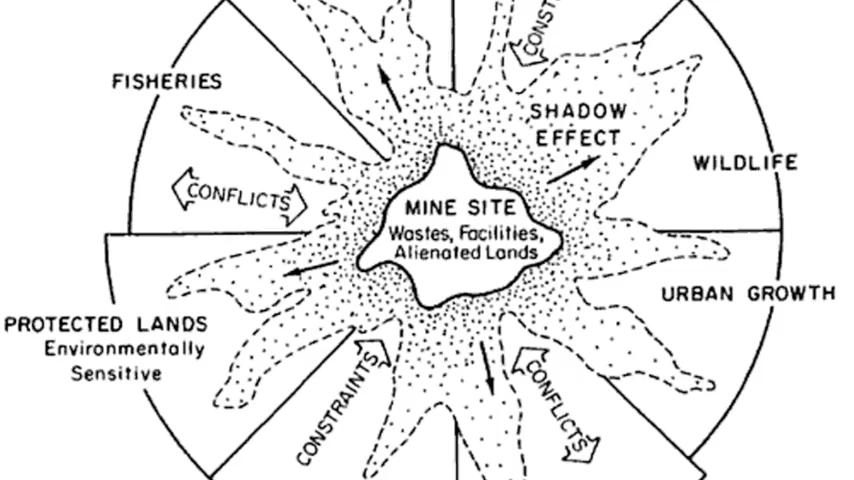 CONST
FISHERIES
SHADOW
EFFECT
WILDLIFE
CONFLICTS
MINE SITE
Wastes, Facilities,
Alienated Lands
URBAN GROWTH
PROTECTED LANDS
Environmentally
Sensitive
CONSTRAINTS
CONFLICTS